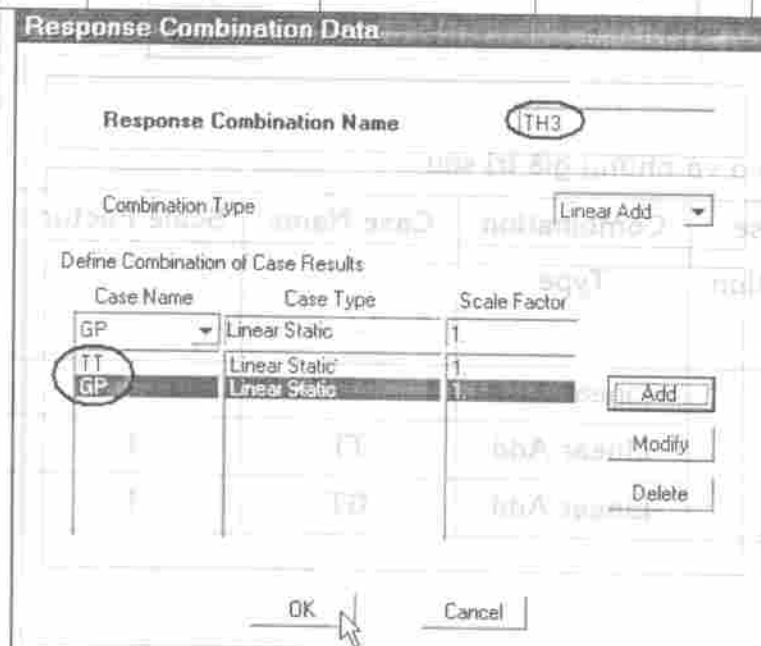 Response Combination Data
Response Combination Name TH3
Combination Type Linear Add
Define Combination of Case Results
Case Name Case Type Scale Factor
GP Linear Static 1.
TT Linear Static 1.
GP Linear Static 1.
Add
Modify
Delete
OK Cancel